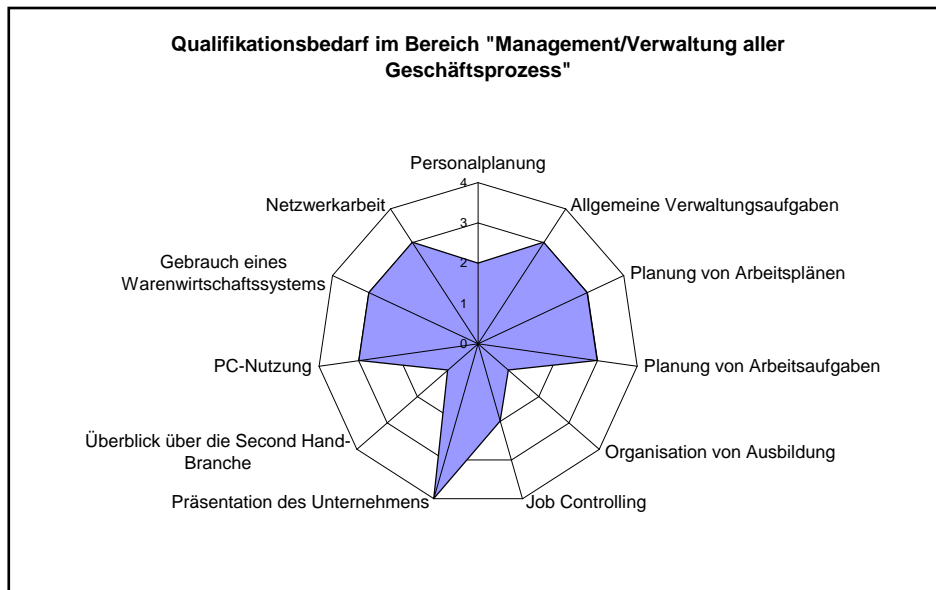 Qualifikationsbedarf im Bereich "Management/Verwaltung aller
Geschäftsprozess"
Personalplanung
Allgemeine Verwaltungsaufgaben
Planung von Arbeitsplänen
Planung von Arbeitsaufgaben
Organisation von Ausbildung
Job Controlling
Präsentation des Unternehmens
Überblick über die Second Hand-
Branche
PC-Nutzung
Gebrauch eines
Warenwirtschaftssystems
Netzwerkarbeit
4
3
2
1
0